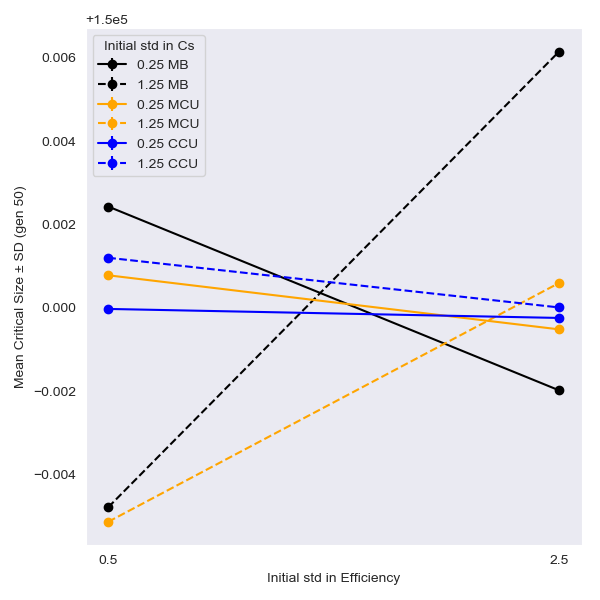 +1.5e5
Initial std in Cs
0.25 MB
1.25 MB
0.25 MCU
1.25 MCU
0.25 CCU
1.25 CCU
0.006
0.004
0.002
0.000
−0.002
−0.004
Mean Critical Size ± SD (gen 50)
0.5
2.5
Initial std in Efficiency